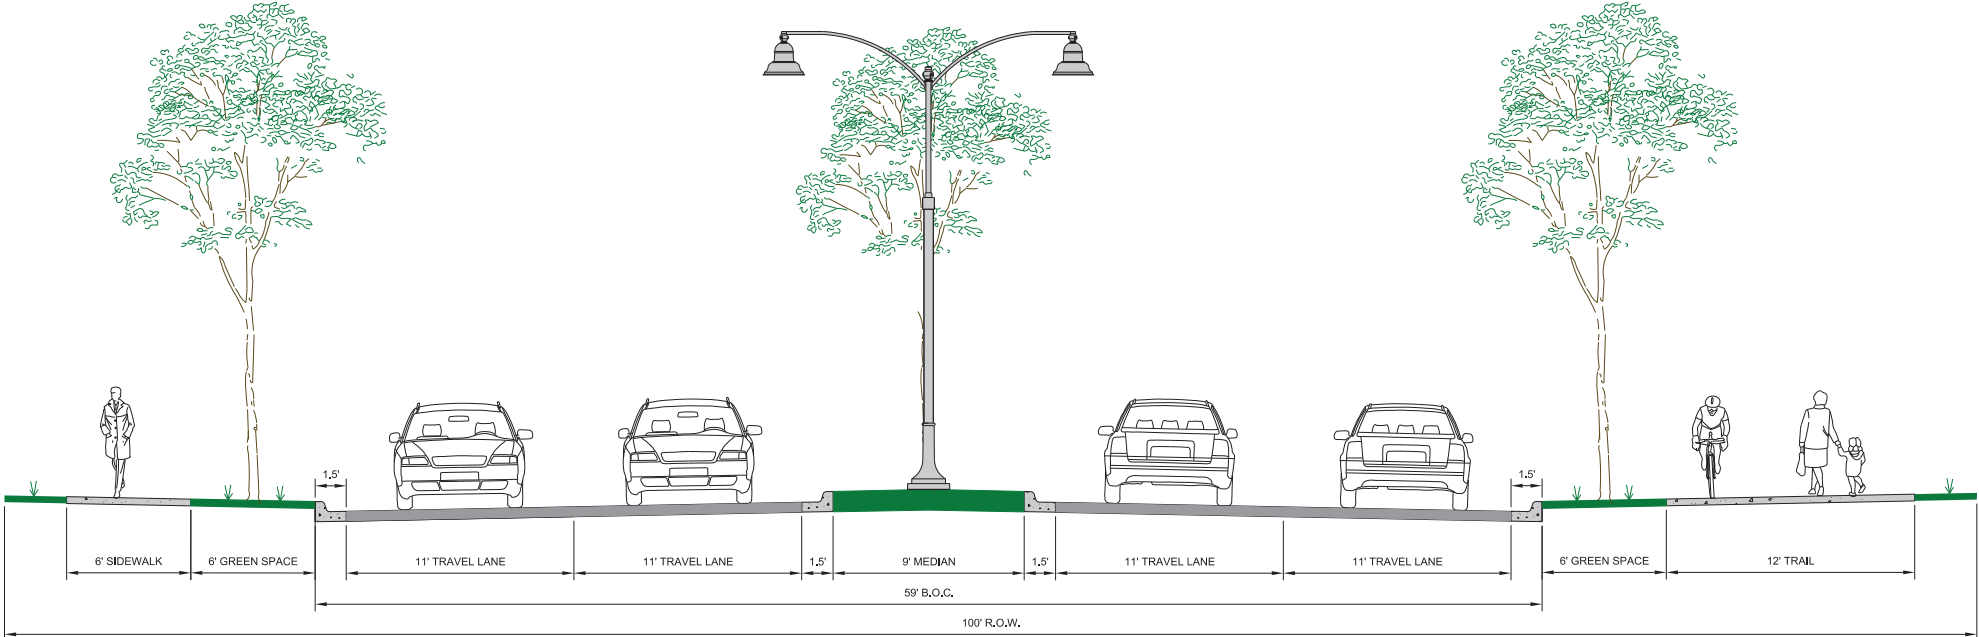 1.5'
1.5'
6' SIDEWALK
6' GREEN SPACE
11' TRAVEL LANE
11' TRAVEL LANE
1.5'
9' MEDIAN
1.5'
11' TRAVEL LANE
11' TRAVEL LANE
6' GREEN SPACE
12' TRAIL
59' B.O.C.
100' R.O.W.